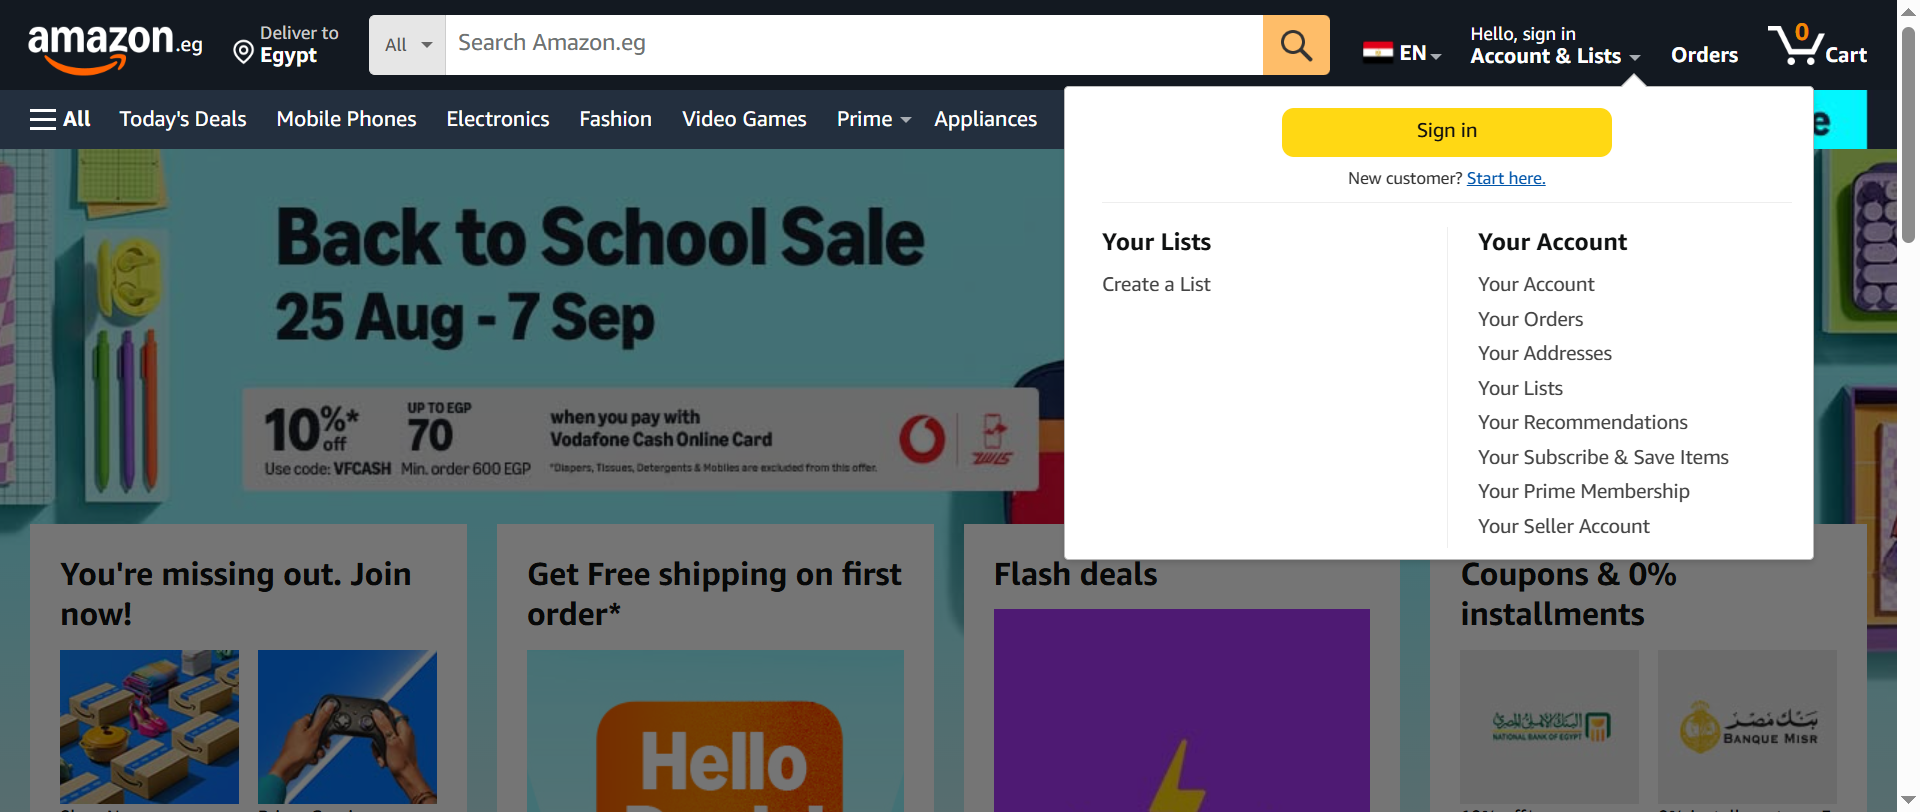 amazon.eg
Deliver to
Egypt
All
Search Amazon.eg
EN
Hello, sign in
Account & Lists
Orders
0
Cart
All
Today's Deals
Mobile Phones
Electronics
Fashion
Video Games
Prime
Appliances
e
Sign in
New customer? Start here.
Your Lists
Create a List
Your Account
Your Account
Your Orders
Your Addresses
Your Lists
Your Recommendations
Your Subscribe & Save Items
Your Prime Membership
Your Seller Account
Back to School Sale
25 Aug - 7 Sep
10%* off
Use code: VFCASH
UP TO EGP
70
Min. order 600 EGP
when you pay with
Vodafone Cash Online Card
*Diapers, Tissues, Detergents & Mobiles are excluded from this offer.
You're missing out. Join
now!
Get Free shipping on first
order*
Hello
Flash deals
Coupons & 0%
installments
البنك الأهلي المصري
NATIONAL BANK OF EGYPT
بنك مصر
BANQUE MISR